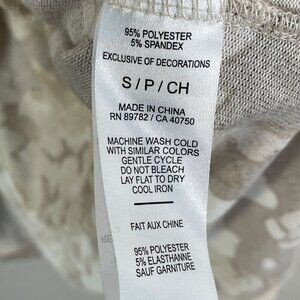 95% POLYESTER
5% SPANDEX
EXCLUSIVE OF DECORATIONS
S / P / CH
MADE IN CHINA
RN 89782 / CA 40750
MACHINE WASH COLD
WITH SIMILAR COLORS
GENTLE CYCLE
DO NOT BLEACH
LAY FLAT TO DRY
COOL IRON
FAIT AUX CHINE
95% POLYESTER
5% ELASTHANNE
SAUF GARNITURE